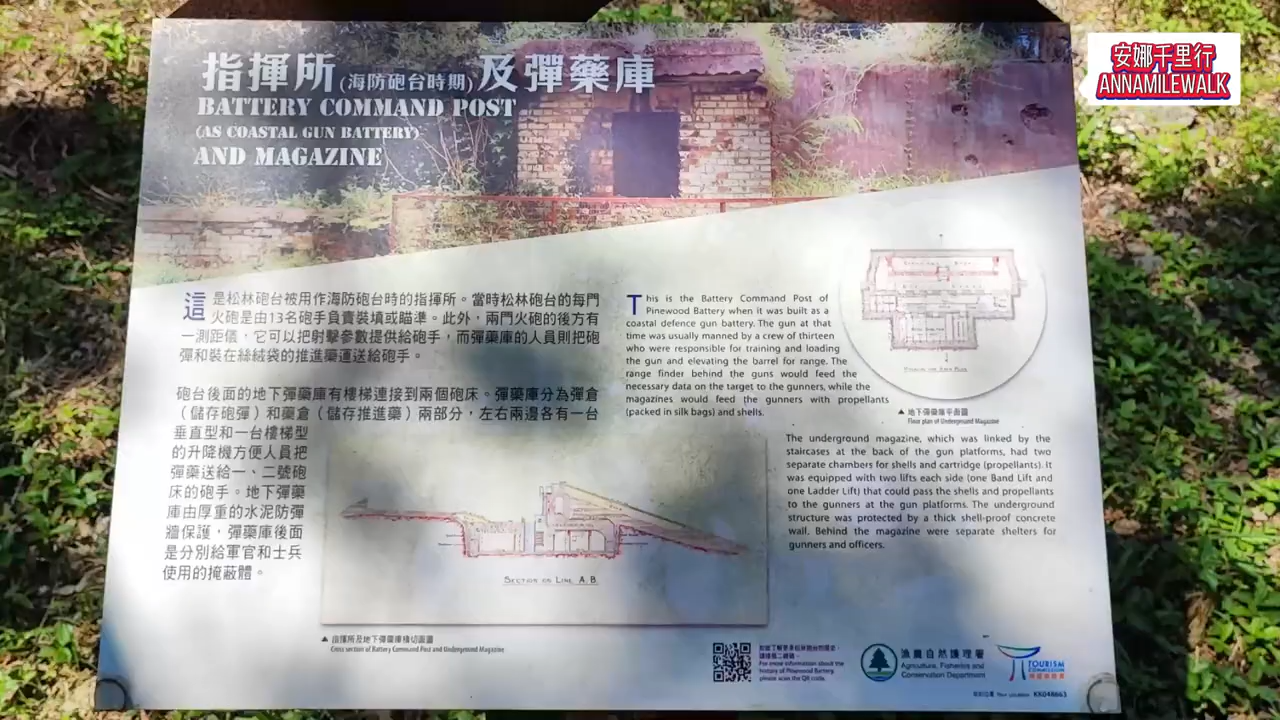 安娜千里行
ANNAMILEWALK
指揮所(海防砲台時期)及彈藥庫
BATTERY COMMAND POST
(AS COASTAL GUN BATTERY)
AND MAGAZINE
這是松林砲台被用作海防砲台時的指揮所。當時松林砲台的每門
火砲是由13名砲手負責裝填或瞄準。此外，兩門火砲的後方有
一測距儀，它可以把射擊參數提供給砲手，而彈藥庫的人員則把砲
彈和裝在絲絨袋的推進藥運送給砲手。
砲台後面的地下彈藥庫有樓梯連接到兩個砲床。彈藥庫分為彈倉
（儲存砲彈）和藥倉（儲存推進藥）兩部分，左右兩邊各有一台
垂直型和一台樓梯型
的升降機方便人員把
彈藥送給一、二號砲
床的砲手。地下彈藥
庫由厚重的水泥防彈
牆保護，彈藥庫後面
是分別給軍官和士兵
使用的掩蔽體。
This is the Battery Command Post of
Pinewood Battery when it was built as a
coastal defence gun battery. The gun at that
time was usually manned by a crew of thirteen
who were responsible for training and loading
the gun and elevating the barrel for range. The
range finder behind the guns would feed the
necessary data on the target to the gunners, while the
magazines would feed the gunners with propellants
(packed in silk bags) and shells.
▲ 地下彈藥庫平面圖
Floor plan of Underground Magazine
The underground magazine, which was linked by the
staircases at the back of the gun platforms, had two
separate chambers for shells and cartridge (propellants). It
was equipped with two lifts each side (one Band Lift and
one Ladder Lift) that could pass the shells and propellants
to the gunners at the gun platforms. The underground
structure was protected by a thick shell-proof concrete
wall. Behind the magazine were separate shelters for
gunners and officers.
SECTION ON LINE A.B.
▲ 指揮所及地下彈藥庫橫切面圖
Cross section of Battery Command Post and Underground Magazine
For more information about the
history of Pinewood Battery,
please scan the QR code.
漁農自然護理署
Agriculture, Fisheries and
Conservation Department
TOURISM
COMMISSION
Your Location KK048663